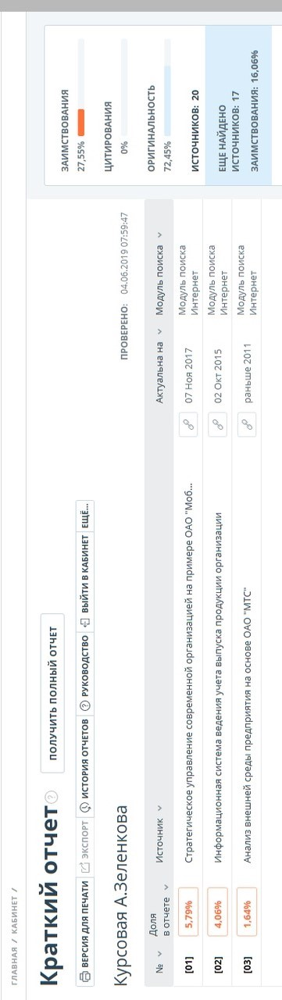 ГЛАВНАЯ / КАБИНЕТ /
Краткий отчет
?
ПОЛУЧИТЬ ПОЛНЫЙ ОТЧЕТ
ВЕРСИЯ ДЛЯ ПЕЧАТИ ЭКСПОРТ ИСТОРИЯ ОТЧЕТОВ ? РУКОВОДСТВО ВЫЙТИ В КАБИНЕТ ЕЩЁ...
Курсовая А.Зеленкова
ПРОВЕРЕНО: 04.06.2019 07:59:47
№ Доля в отчете Источник Актуальна на Модуль поиска
[01] 5,79% Стратегическое управление современной организацией на примере ОАО "Моб... 07 Ноя 2017 Модуль поиска Интернет
[02] 4,06% Информационная система ведения учета выпуска продукции организации 02 Окт 2015 Модуль поиска Интернет
[03] 1,64% Анализ внешней среды предприятия на основе ОАО "МТС" раньше 2011 Модуль поиска Интернет
ЗАИМСТВОВАНИЯ
27,55%
ЦИТИРОВАНИЯ
0%
ОРИГИНАЛЬНОСТЬ
72,45%
ИСТОЧНИКОВ: 20
ЕЩЕ НАЙДЕНО
ИСТОЧНИКОВ: 17
ЗАИМСТВОВАНИЯ: 16,06%